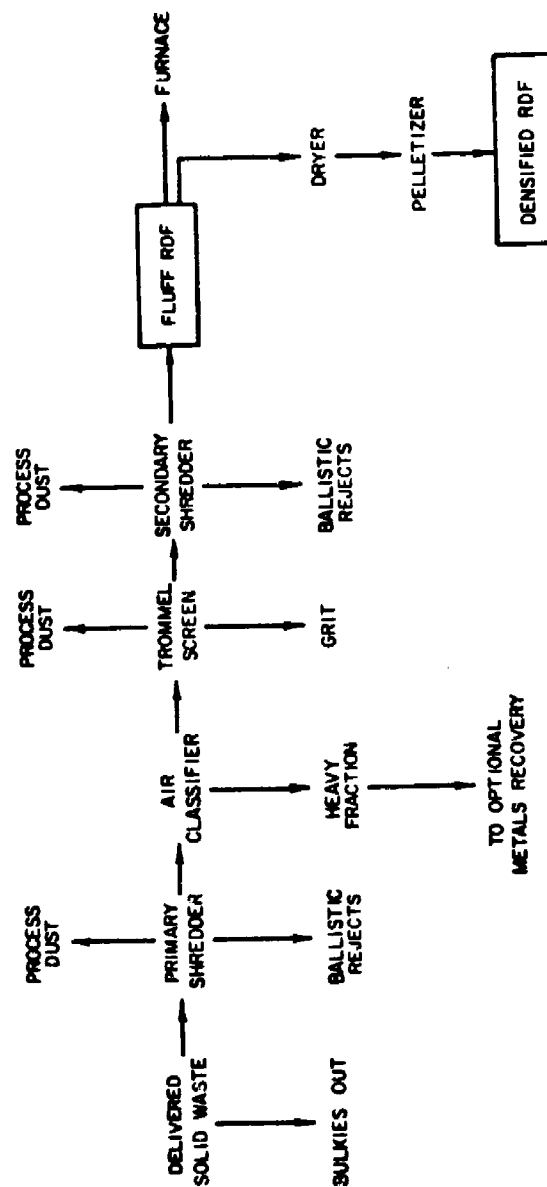 DELIVERED
SOLID WASTE
BULKIES OUT
PROCESS
DUST
PRIMARY
SHREDDER
BALLISTIC
REJECTS
AIR
CLASSIFIER
HEAVY
FRACTION
TO OPTIONAL
METALS RECOVERY
PROCESS
DUST
TROMMEL
SCREEN
GRIT
PROCESS
DUST
SECONDARY
SHREDDER
BALLISTIC
REJECTS
FLUFF RDF
FURNACE
DRYER
PELLETIZER
DENSIFIED RDF